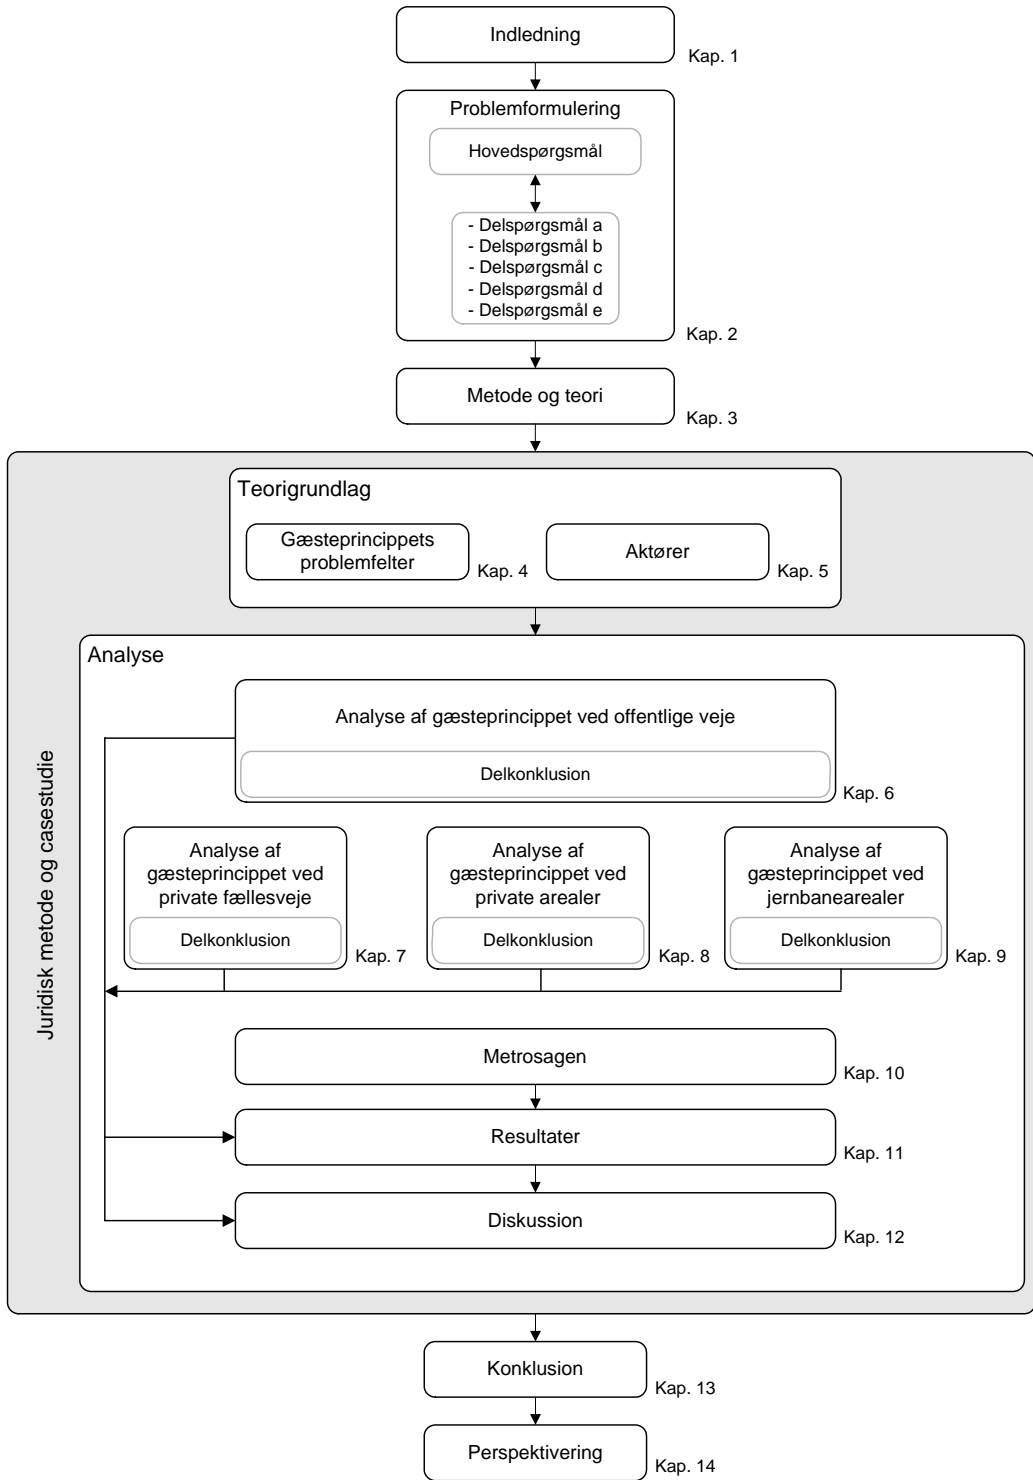 Indledning
Kap. 1
Problemformulering
Hovedspørgsmål
- Delspørgsmål a
- Delspørgsmål b
- Delspørgsmål c
- Delspørgsmål d
- Delspørgsmål e
Kap. 2
Metode og teori
Kap. 3
Juridisk metode og casestudie
Teorigrundlag
Gæsteprincippets
problemfelter
Kap. 4
Aktører
Kap. 5
Analyse
Analyse af gæsteprincippet ved offentlige veje
Delkonklusion
Kap. 6
Analyse af
gæsteprincippet ved
private fællesveje
Delkonklusion
Kap. 7
Analyse af
gæsteprincippet ved
private arealer
Delkonklusion
Kap. 8
Analyse af
gæsteprincippet ved
jernbanearealer
Delkonklusion
Kap. 9
Metrosagen
Kap. 10
Resultater
Kap. 11
Diskussion
Kap. 12
Konklusion
Kap. 13
Perspektivering
Kap. 14